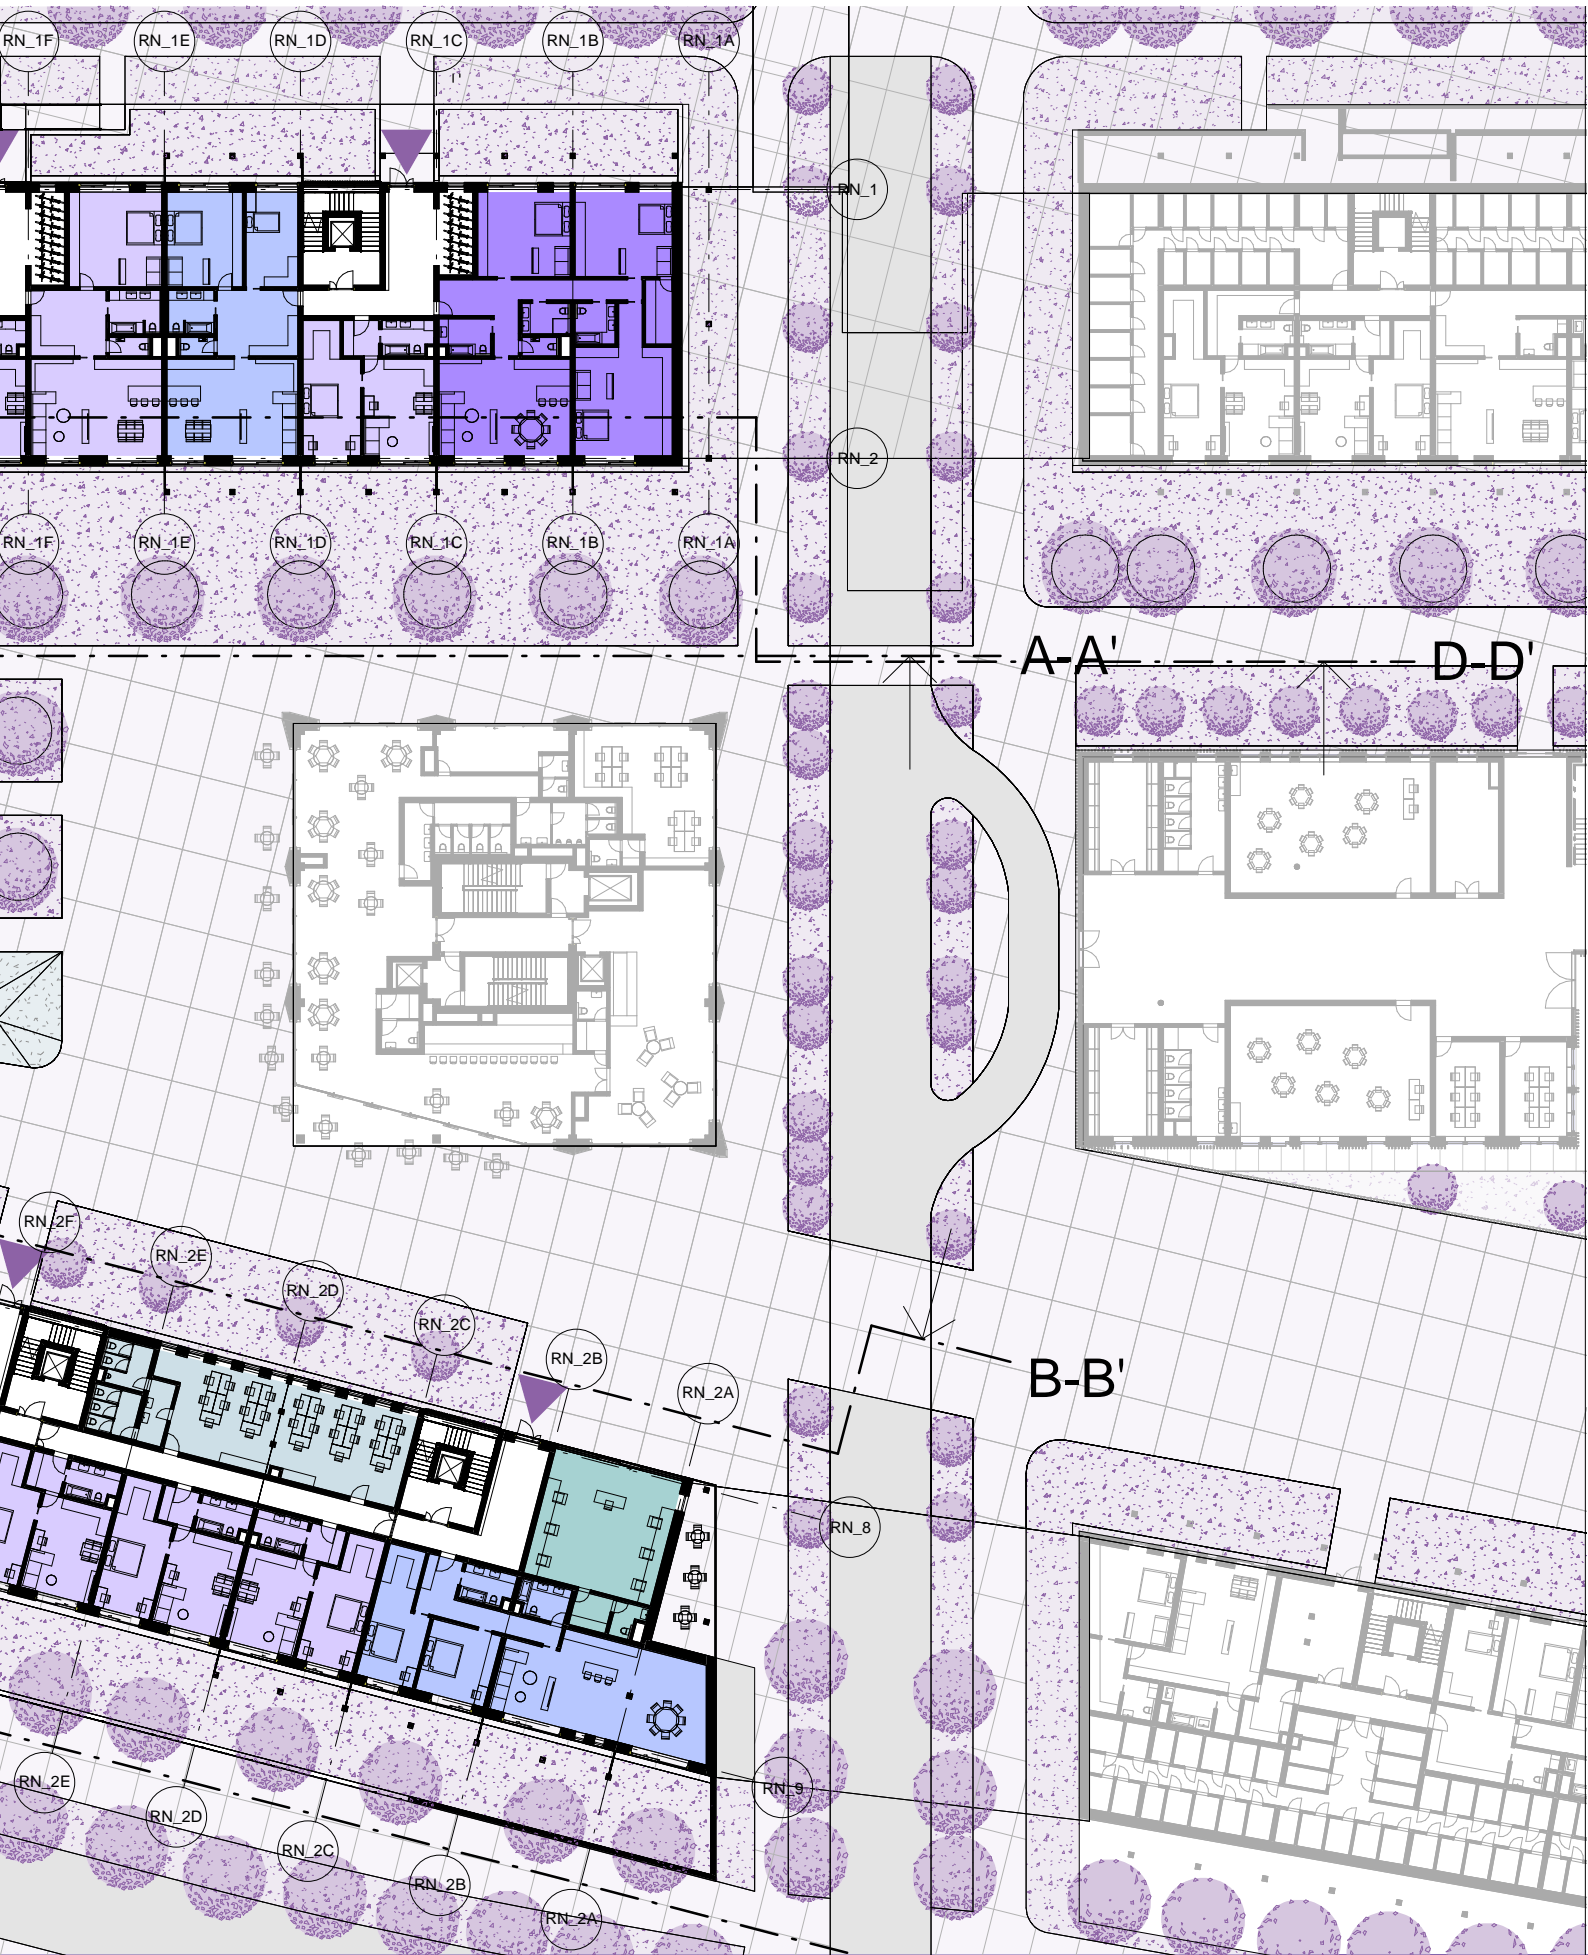 RN_1F RN_1E RN_1D RN_1C RN_1B RN_1A
RN_1
RN_2
RN_1F RN_1E RN_1D RN_1C RN_1B RN_1A
A-A' D-D'
RN_2F
RN_2E
RN_2D
RN_2C
RN_2B
RN_2A
B-B'
RN_8
RN_9
RN_2E
RN_2D
RN_2C
RN_2B
RN_2A